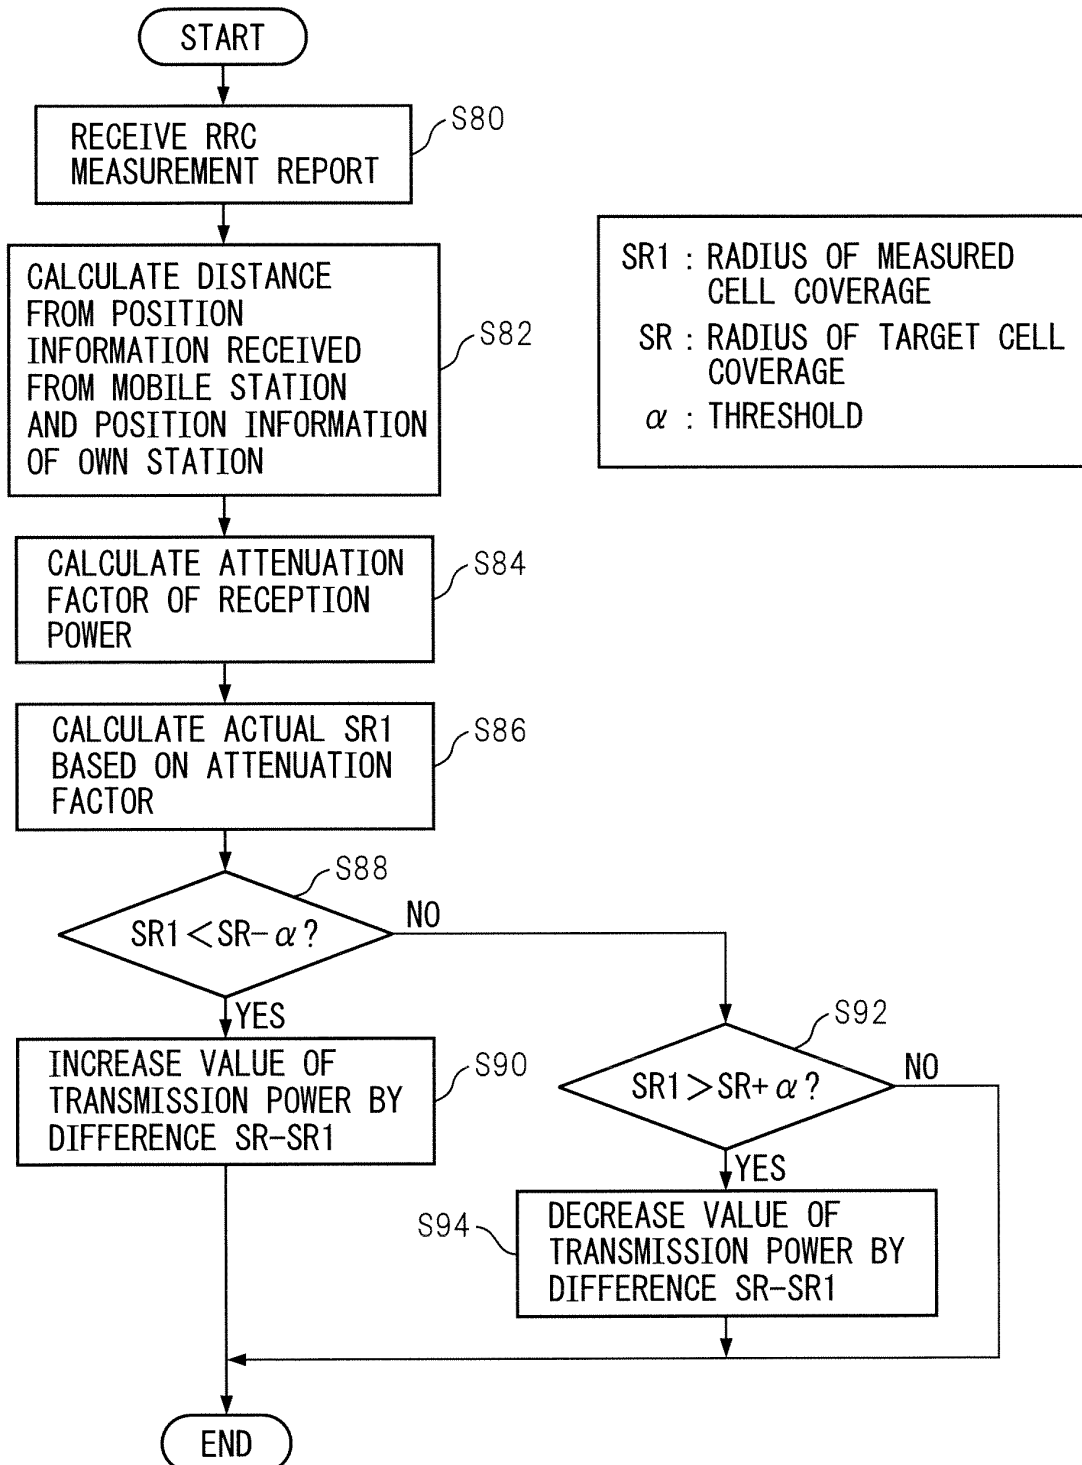 START
S80
RECEIVE RRC
MEASUREMENT REPORT
SR1 : RADIUS OF MEASURED
CELL COVERAGE
SR : RADIUS OF TARGET CELL
COVERAGE
α : THRESHOLD
S82
CALCULATE DISTANCE
FROM POSITION
INFORMATION RECEIVED
FROM MOBILE STATION
AND POSITION INFORMATION
OF OWN STATION
S84
CALCULATE ATTENUATION
FACTOR OF RECEPTION
POWER
S86
CALCULATE ACTUAL SR1
BASED ON ATTENUATION
FACTOR
S88
SR1<SR-α?
NO
YES
S90
INCREASE VALUE OF
TRANSMISSION POWER BY
DIFFERENCE SR-SR1
S92
SR1>SR+α?
NO
YES
S94
DECREASE VALUE OF
TRANSMISSION POWER BY
DIFFERENCE SR-SR1
END